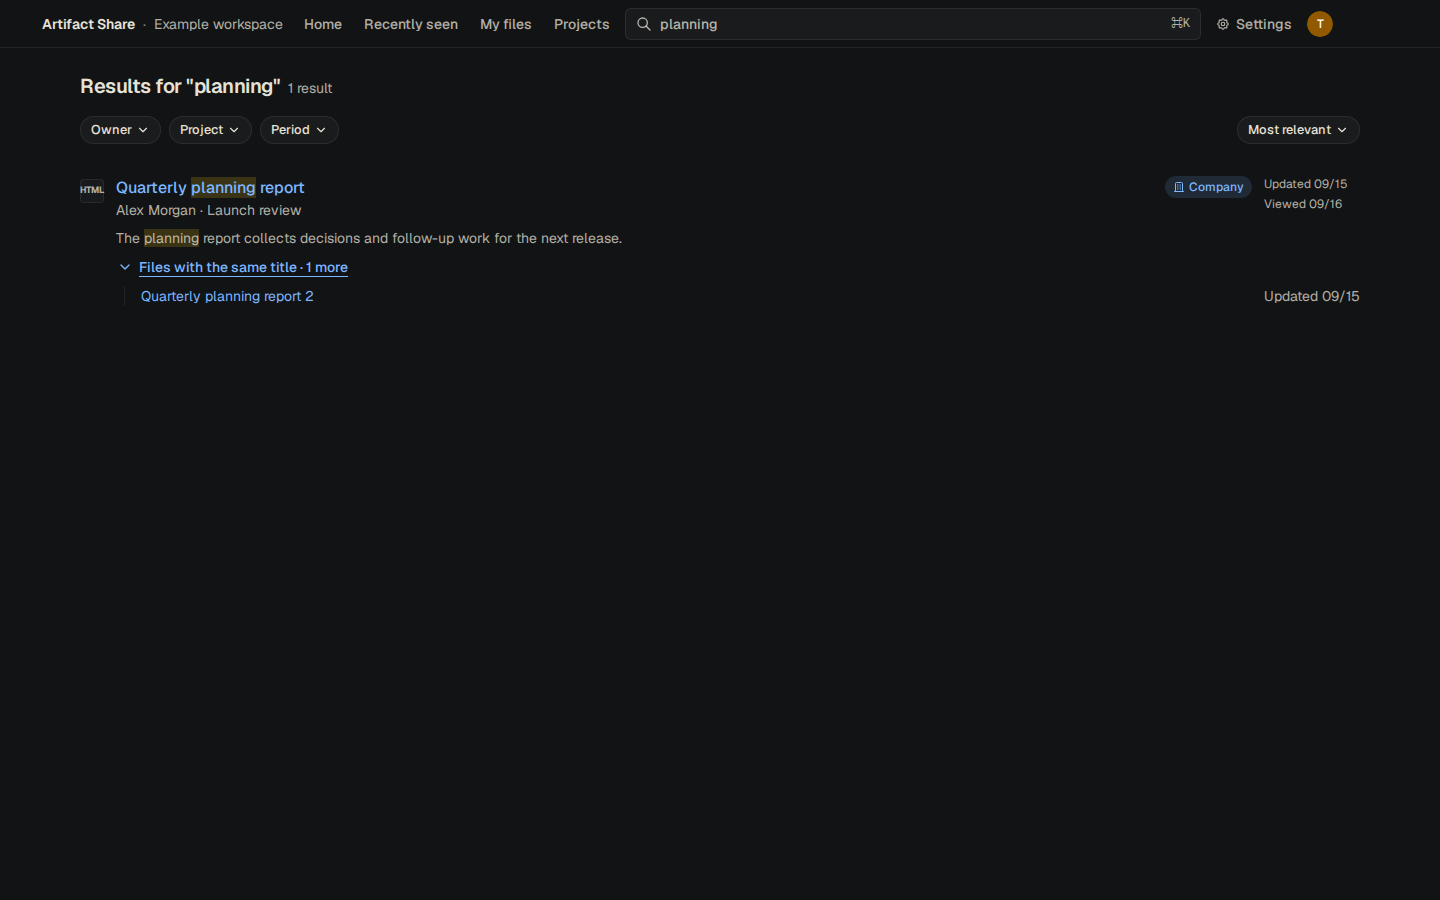 Artifact Share · Example workspace Home Recently seen My files Projects planning ⌘K Settings T
Results for "planning" 1 result
Owner Project Period Most relevant
HTML Quarterly planning report Company Updated 09/15
Alex Morgan · Launch review Viewed 09/16
The planning report collects decisions and follow-up work for the next release.
Files with the same title · 1 more
Quarterly planning report 2 Updated 09/15